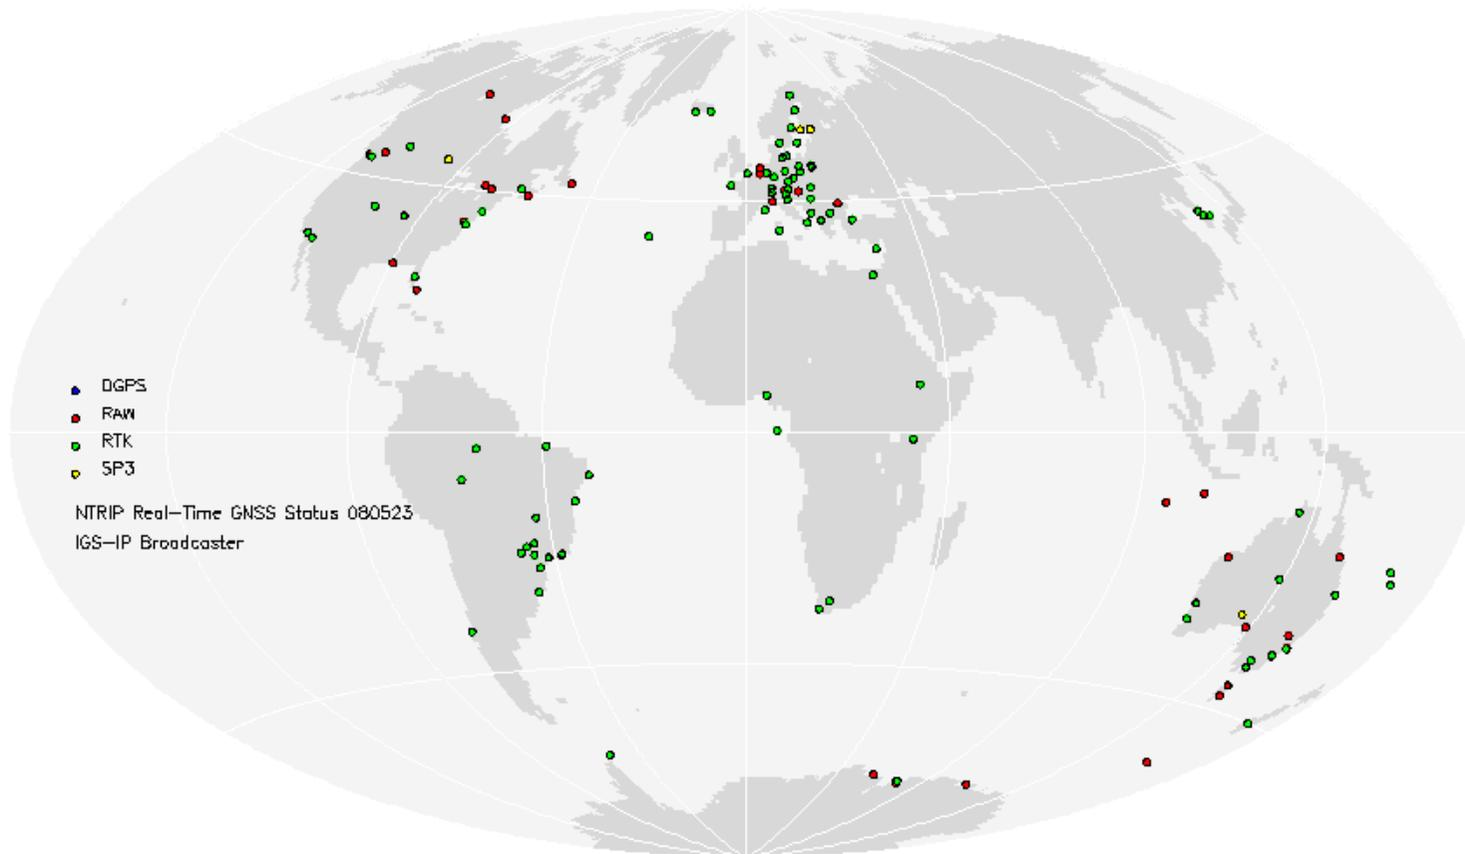 DGPS
RAW
RTK
SP3
NTRIP Real-Time GNSS Status 080523
IGS-IP Broadcaster